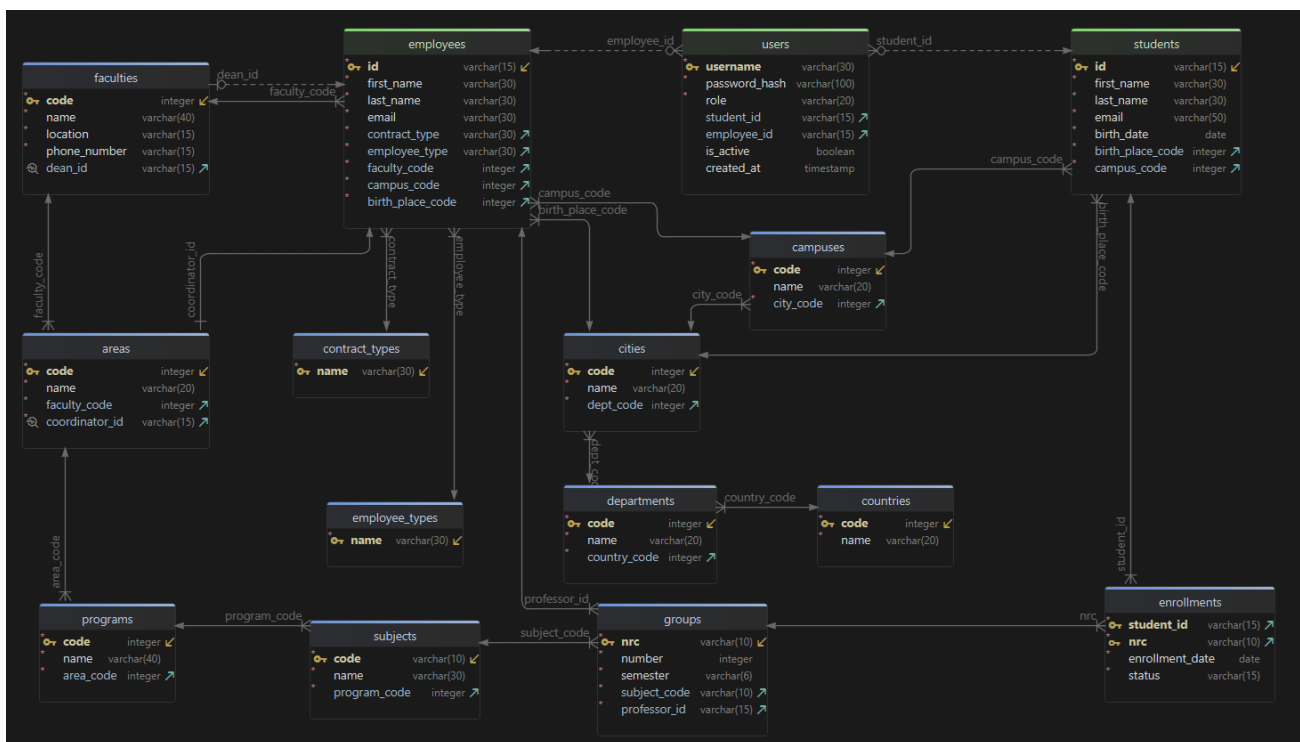 employees
id varchar(15)
first_name varchar(30)
last_name varchar(30)
email varchar(30)
contract_type varchar(30)
employee_type varchar(30)
faculty_code integer
campus_code integer
birth_place_code integer
employee_id
users
username varchar(30)
password_hash varchar(100)
role varchar(20)
student_id varchar(15)
employee_id varchar(15)
is_active boolean
created_at timestamp
student_id
students
id varchar(15)
first_name varchar(30)
last_name varchar(30)
email varchar(50)
birth_date date
birth_place_code integer
campus_code integer
faculties
code integer
name varchar(40)
location varchar(15)
phone_number varchar(15)
dean_id varchar(15)
dean_id
faculty_code
campus_code
birth_place_code
campus_code
birth_place_code
campuses
code integer
name varchar(20)
city_code integer
city_code
faculty_code
coordinator_id
contract_type
employee_type
areas
code integer
name varchar(20)
faculty_code integer
coordinator_id varchar(15)
contract_types
name varchar(30)
cities
code integer
name varchar(20)
dept_code integer
dept_cod
employee_types
name varchar(30)
departments
code integer
name varchar(20)
country_code integer
country_code
countries
code integer
name varchar(20)
area_code
student_id
professor_id
programs
code integer
name varchar(40)
area_code integer
program_code
subjects
code varchar(10)
name varchar(30)
program_code integer
subject_code
groups
nrc varchar(10)
number integer
semester varchar(6)
subject_code varchar(10)
professor_id varchar(15)
nrc
enrollments
student_id varchar(15)
nrc varchar(10)
enrollment_date date
status varchar(15)